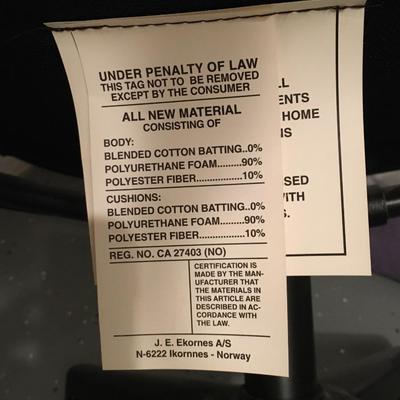 UNDER PENALTY OF LAW
THIS TAG NOT TO BE REMOVED
EXCEPT BY THE CONSUMER
ALL NEW MATERIAL
CONSISTING OF
BODY:
BLENDED COTTON BATTING..0%
POLYURETHANE FOAM.........90%
POLYESTER FIBER.................10%
CUSHIONS:
BLENDED COTTON BATTING..0%
POLYURETHANE FOAM.........90%
POLYESTER FIBER.................10%
REG. NO. CA 27403 (NO)
CERTIFICATION IS
MADE BY THE MAN-
UFACTURER THAT
THE MATERIALS IN
THIS ARTICLE ARE
DESCRIBED IN AC-
CORDANCE WITH
THE LAW.
J. E. Ekornes A/S
N-6222 Ikornnes - Norway
HOME